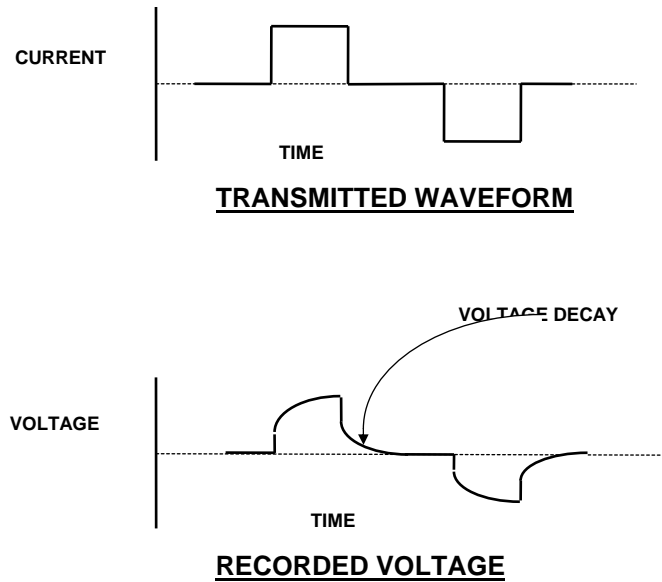 CURRENT
TIME
TRANSMITTED WAVEFORM
VOLTAGE DECAY
VOLTAGE
TIME
RECORDED VOLTAGE